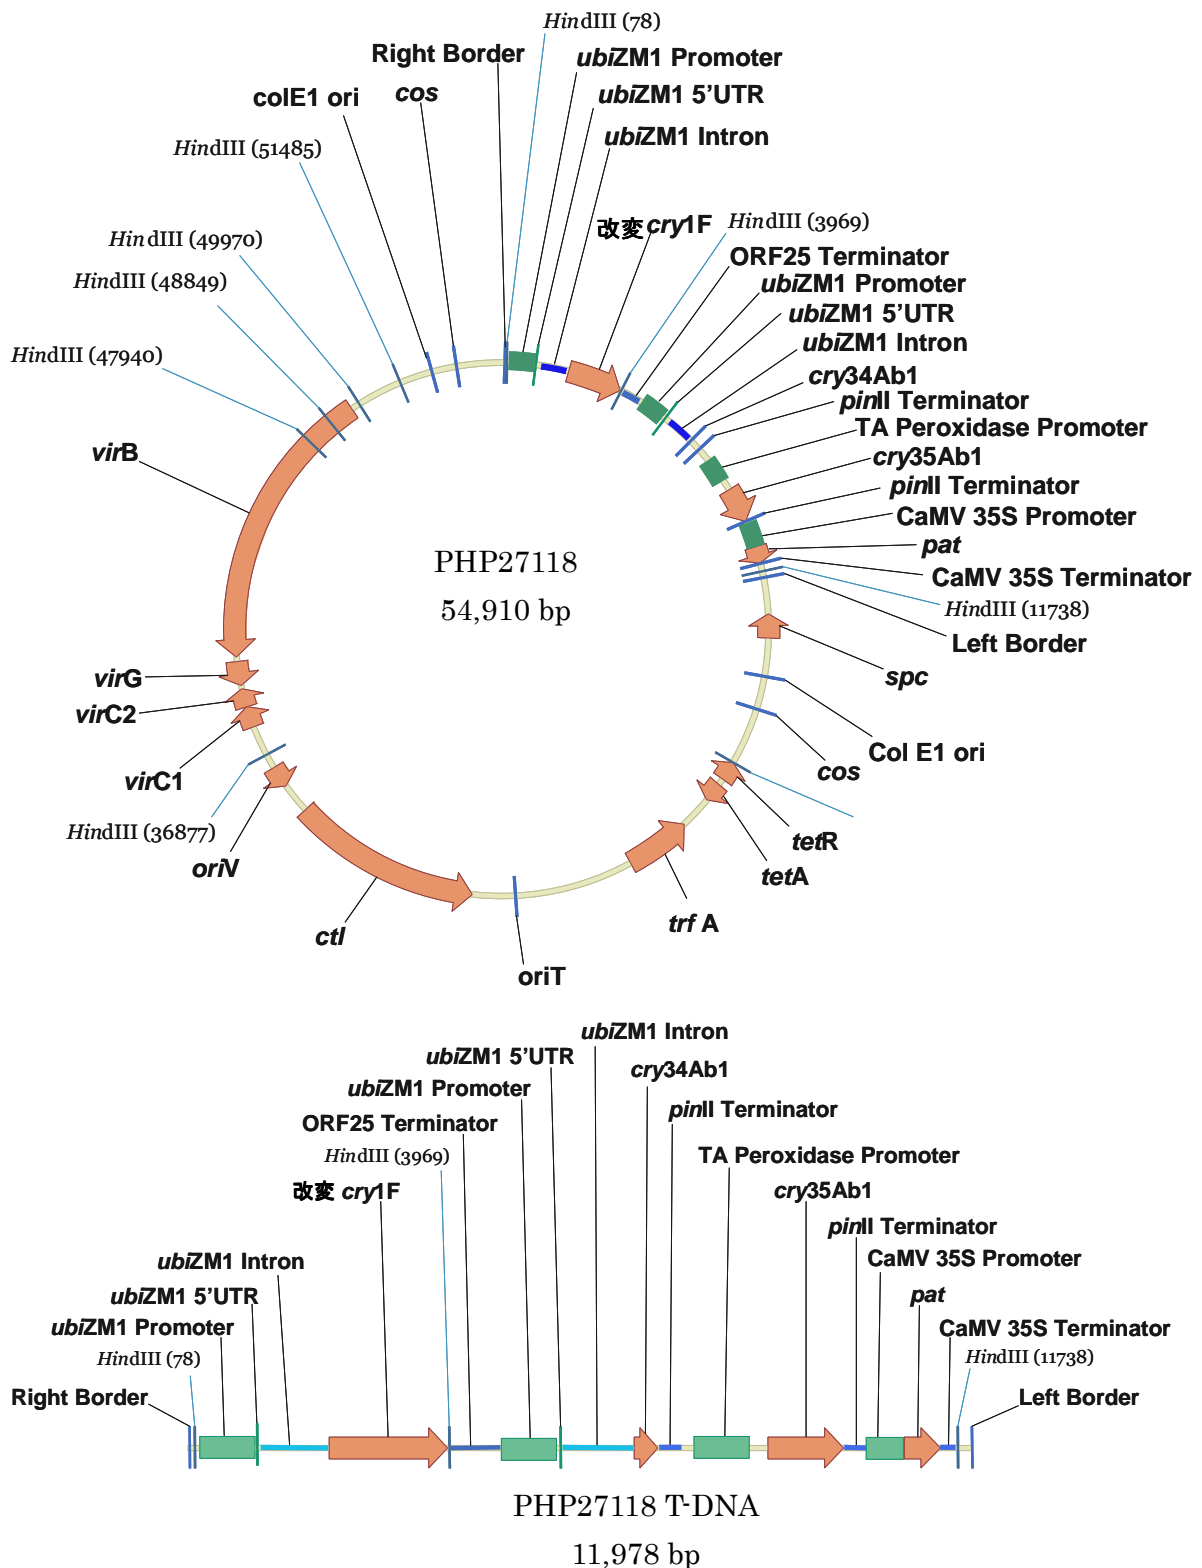 HindIII (78)
Right Border
ubiZM1 Promoter
colE1 ori
cos
ubiZM1 5’UTR
ubiZM1 Intron
HindIII (51485)
改変 cry1F
HindIII (3969)
HindIII (49970)
ORF25 Terminator
HindIII (48849)
ubiZM1 Promoter
ubiZM1 5’UTR
ubiZM1 Intron
HindIII (47940)
cry34Ab1
pinII Terminator
TA Peroxidase Promoter
virB
cry35Ab1
pinII Terminator
CaMV 35S Promoter
pat
PHP27118
CaMV 35S Terminator
54,910 bp
HindIII (11738)
Left Border
virG
spc
virC2
Col E1 ori
virC1
cos
HindIII (36877)
tetR
oriV
tetA
trf A
ctl
oriT
ubiZM1 Intron
ubiZM1 5’UTR
cry34Ab1
ubiZM1 Promoter
pinII Terminator
ORF25 Terminator
HindIII (3969)
TA Peroxidase Promoter
改変 cry1F
cry35Ab1
pinII Terminator
ubiZM1 Intron
CaMV 35S Promoter
ubiZM1 5’UTR
pat
ubiZM1 Promoter
CaMV 35S Terminator
HindIII (78)
HindIII (11738)
Right Border
Left Border
PHP27118 T-DNA
11,978 bp